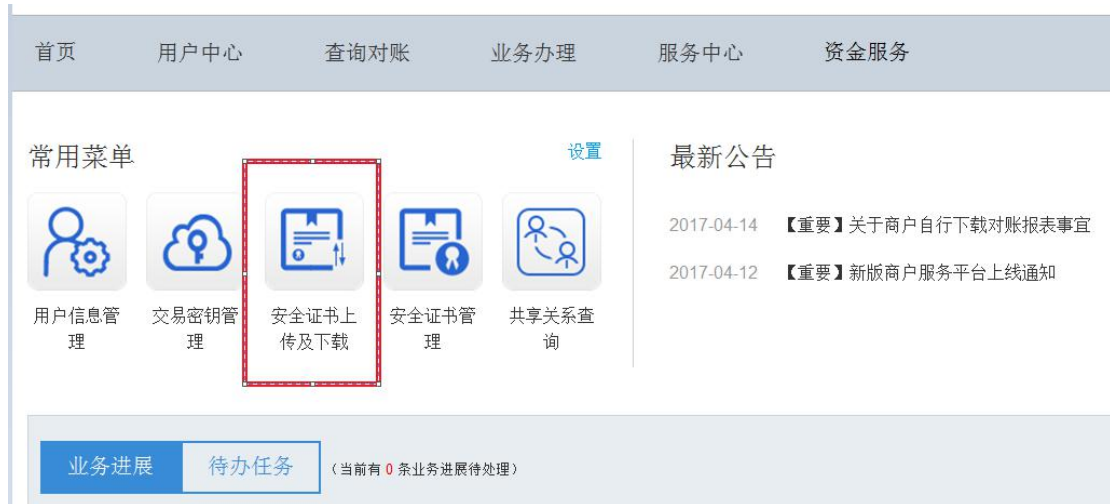 首页 用户中心 查询对账 业务办理 服务中心 资金服务
常用菜单 设置
用户信息管
理
交易密钥管
理
安全证书上
传及下载
安全证书管
理
共享关系查
询
最新公告
2017-04-14 【重要】关于商户自行下载对账报表事宜
2017-04-12 【重要】新版商户服务平台上线通知
业务进展 待办任务 （当前有 0 条业务进展待处理）